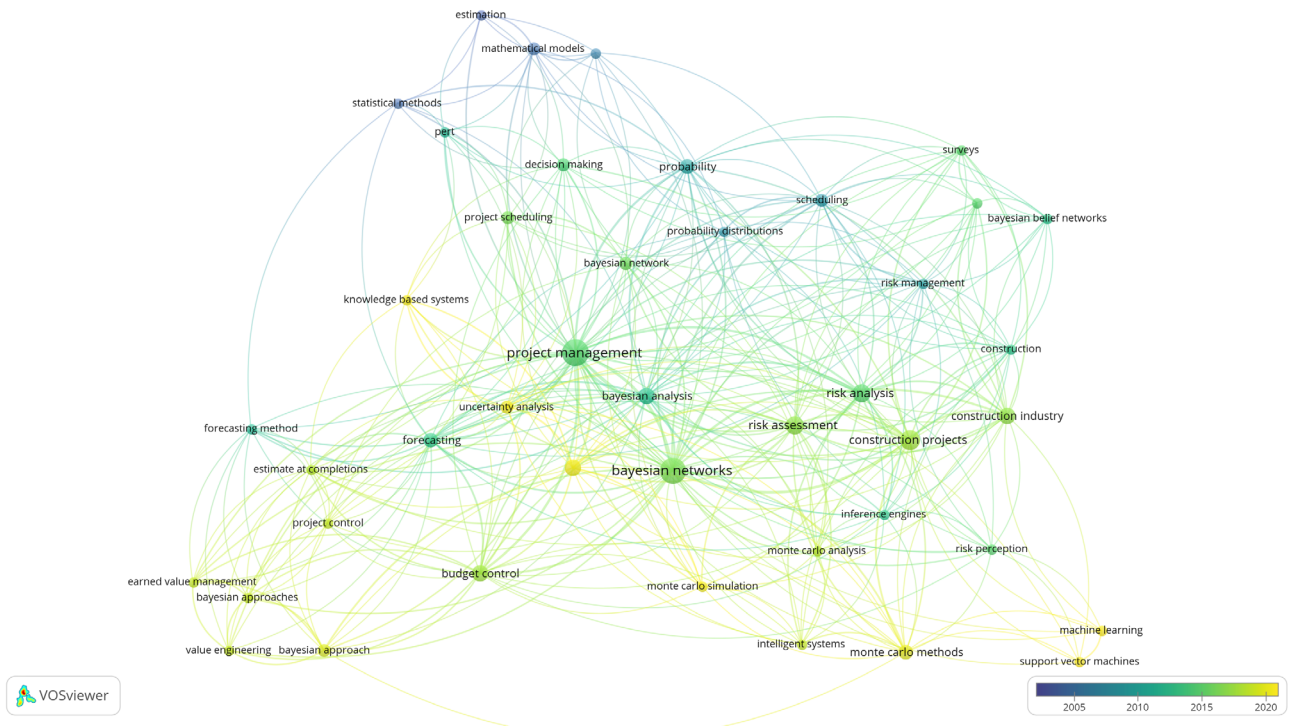 estimation
mathematical models
statistical methods
pert
decision making
probability
surveys
scheduling
project scheduling
bayesian belief networks
probability distributions
bayesian network
risk management
knowledge based systems
project management
construction
bayesian analysis
risk analysis
uncertainty analysis
construction industry
risk assessment
forecasting method
forecasting
construction projects
estimate at completions
bayesian networks
inference engines
project control
monte carlo analysis
risk perception
budget control
earned value management
monte carlo simulation
bayesian approaches
machine learning
intelligent systems
value engineering
bayesian approach
monte carlo methods
support vector machines
VOSviewer
2005 2010 2015 2020